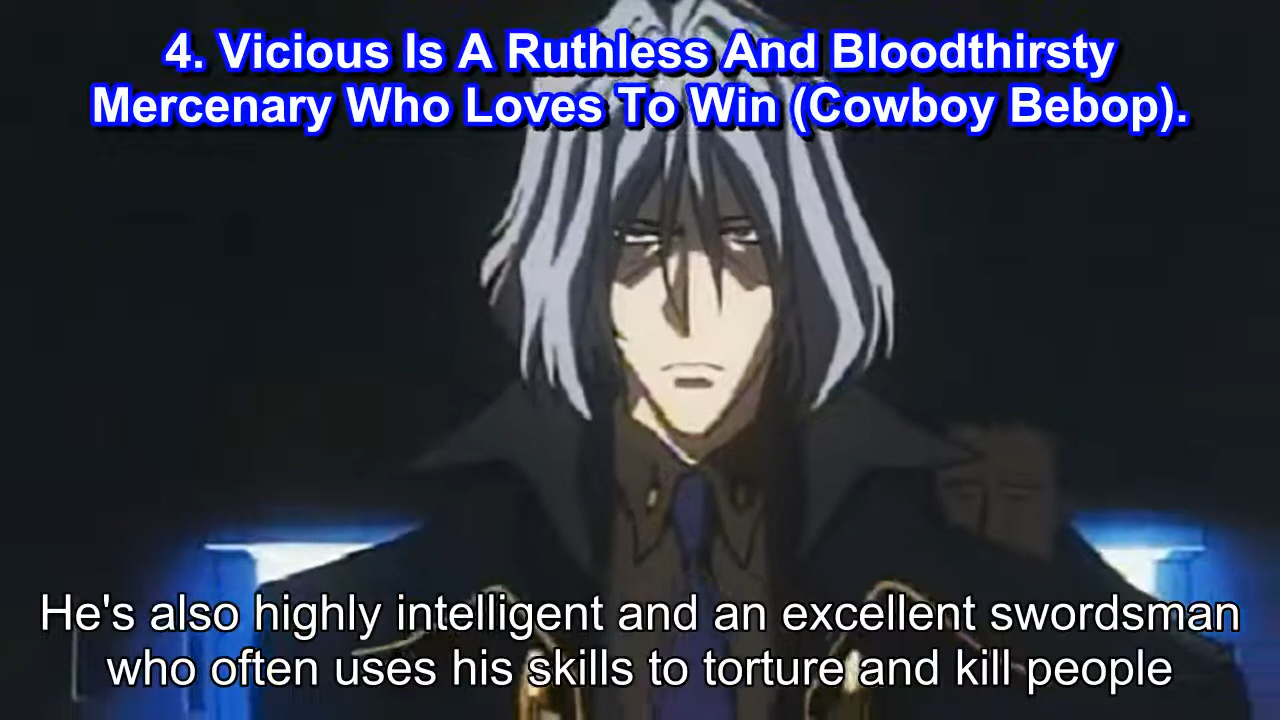 4. Vicious Is A Ruthless And Bloodthirsty
Mercenary Who Loves To Win (Cowboy Bebop).
He's also highly intelligent and an excellent swordsman
who often uses his skills to torture and kill people